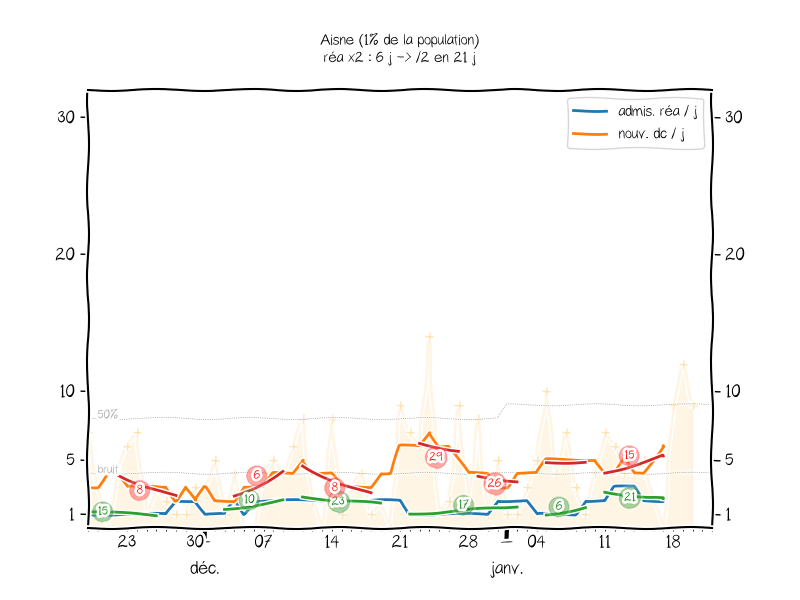 Aisne (1% de la population)
réa x2 : 6 j -> /2 en 21 j
admis. réa / j
nouv. dc / j
30 30
20 20
10 10
5 5
1 1
50%
bruit
15 8 6 10 8 23 29 17 26 6 15 21
23 30 07 14 21 28 04 11 18
déc. janv.